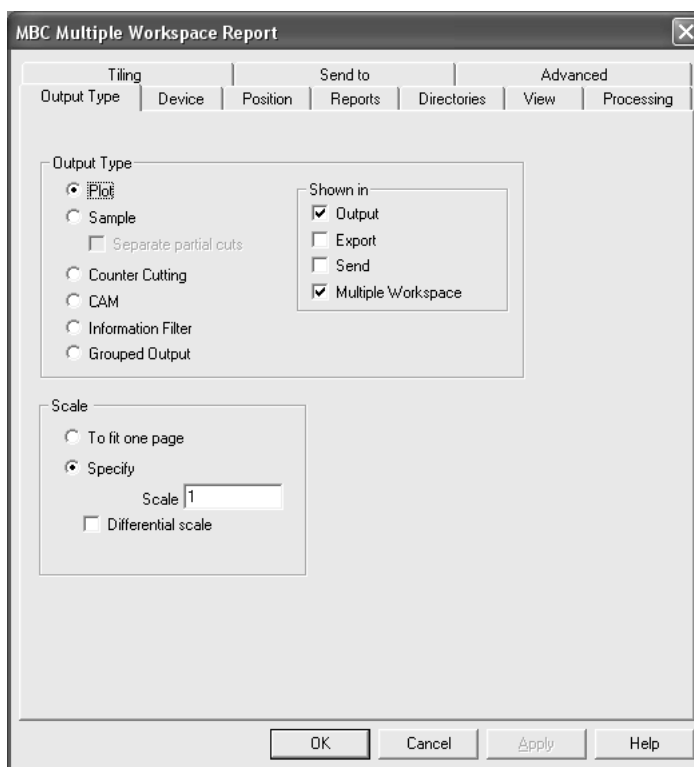 MBC Multiple Workspace Report
Tiling Send to Advanced
Output Type Device Position Reports Directories View Processing
Output Type
Plot
Sample
Separate partial cuts
Counter Cutting
CAM
Information Filter
Grouped Output
Shown in
Output
Export
Send
Multiple Workspace
Scale
To fit one page
Specify
Scale 1
Differential scale
OK Cancel Apply Help